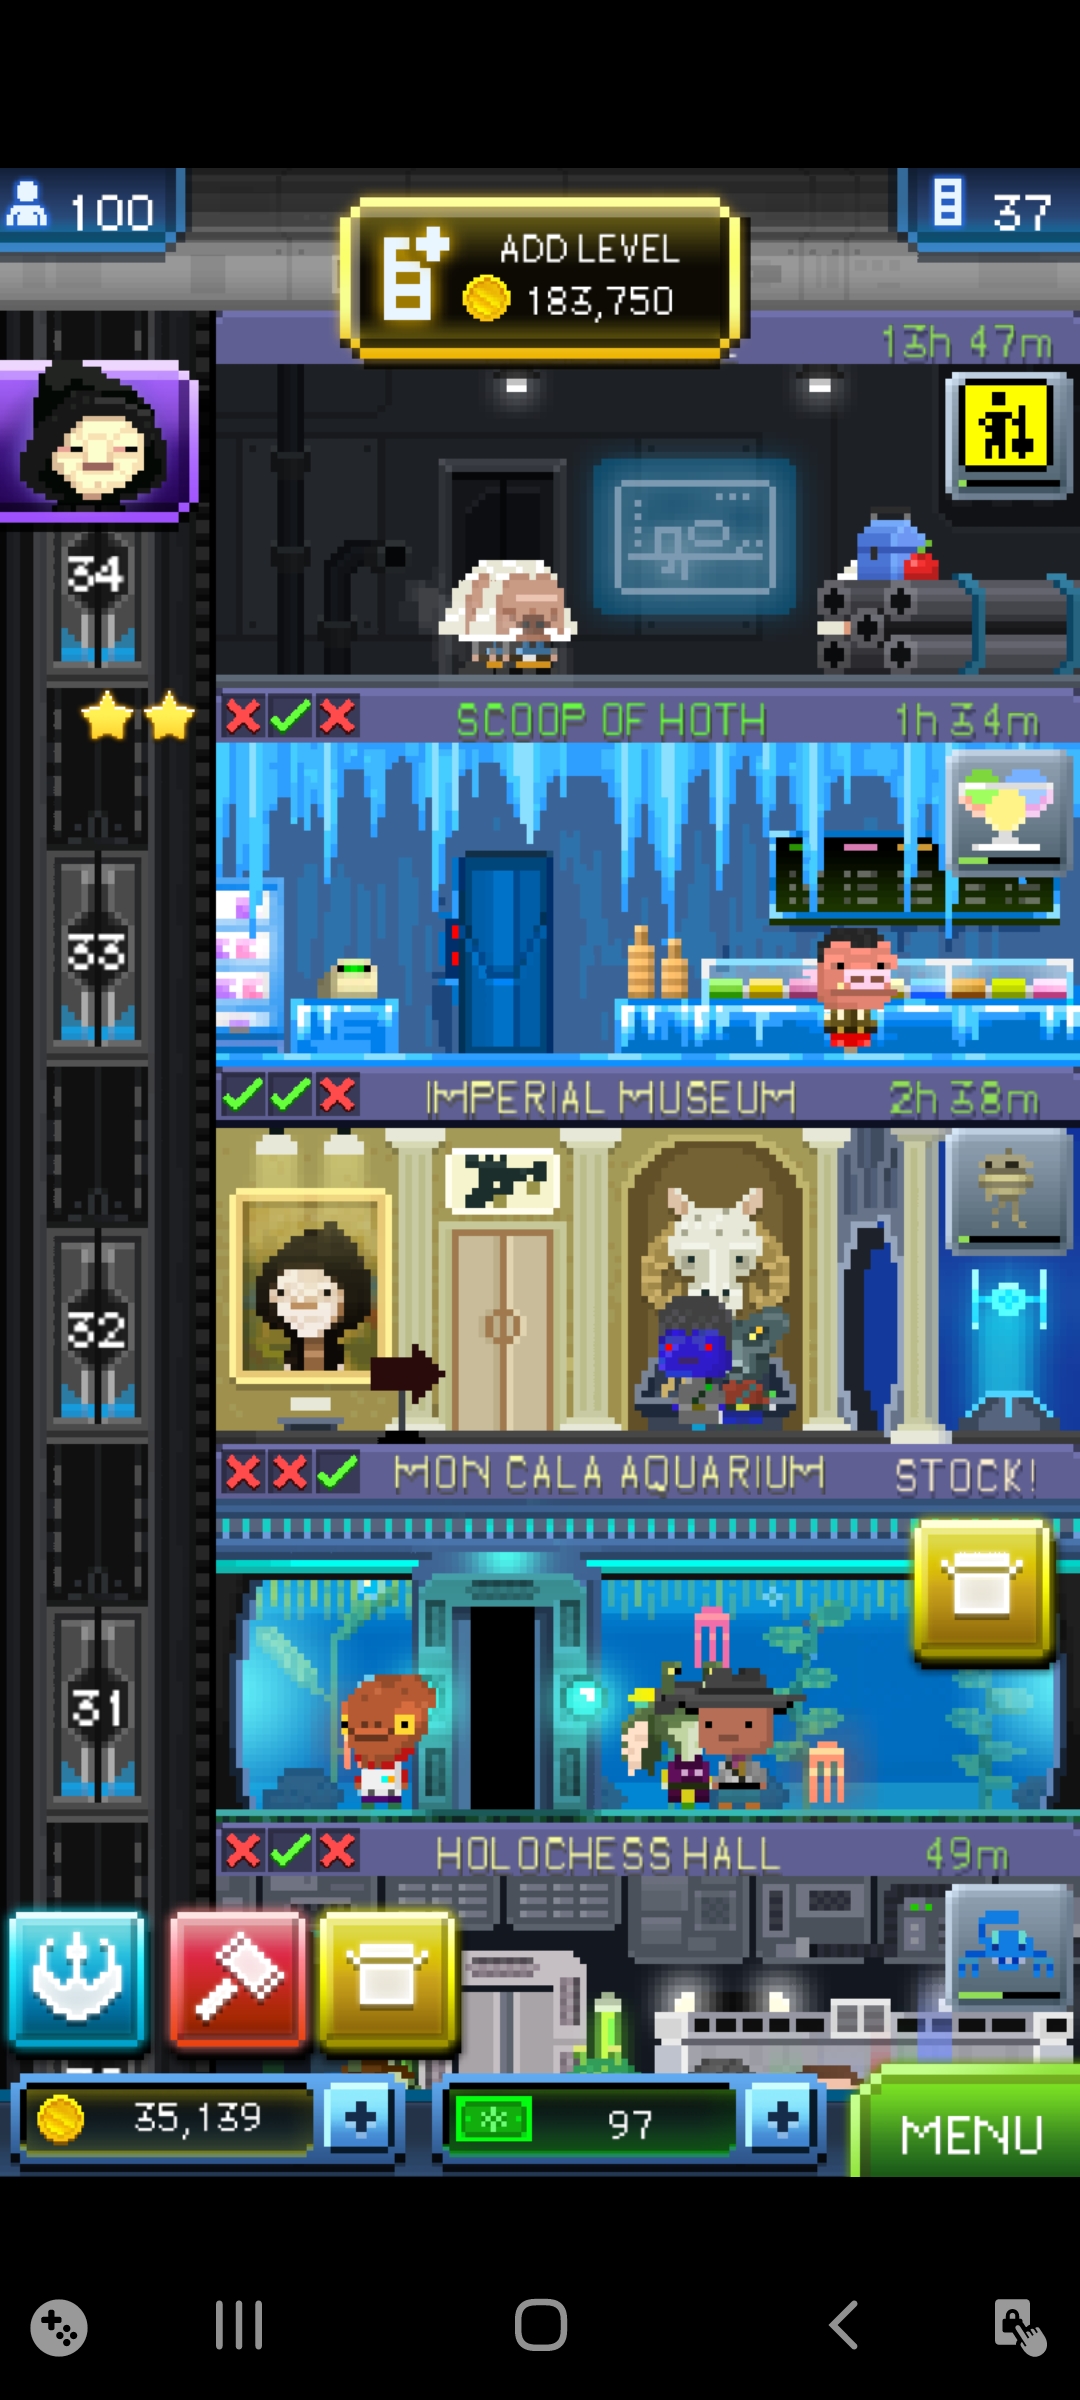 100
ADD LEVEL
183,750
37
13h 47m
34
SCOOP OF HOTH
1h 34m
33
IMPERIAL MUSEUM
2h 38m
32
MON CALA AQUARIUM
STOCK!
31
HOLOCHESS HALL
49m
35,139
97
MENU